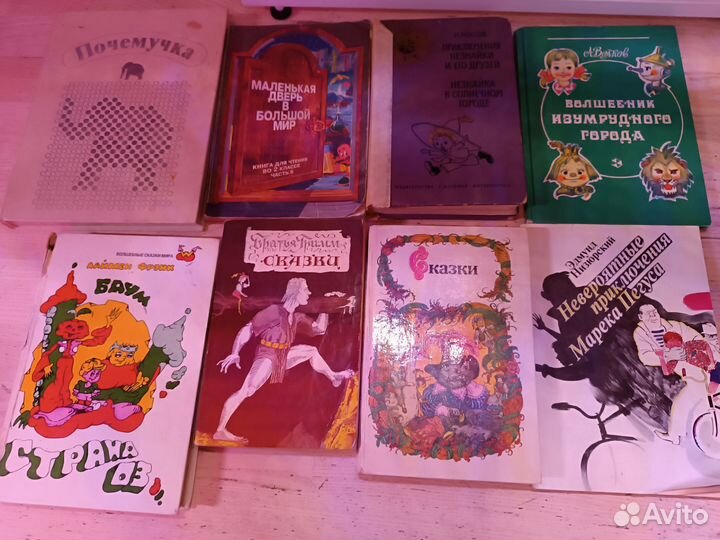 Почемучка
МАЛЕНЬКАЯ
ДВЕРЬ
В
БОЛЬШОЙ
МИР
КНИГА ДЛЯ ЧТЕНИЯ
ВО 2 КЛАССЕ
ЧАСТЬ II
Н. НОСОВ
ПРИКЛЮЧЕНИЯ
НЕЗНАЙКИ
И ЕГО ДРУЗЕЙ
НЕЗНАЙКА
В СОЛНЕЧНОМ
ГОРОДЕ
А. Волков
ВОЛШЕБНИК
ИЗУМРУДНОГО
ГОРОДА
ВОЛШЕБНЫЕ СКАЗКИ МИРА
ЛАЙМЕН ФРЭНК
БАУМ
СТРАНА
ОЗ
Братья Гримм
СКАЗКИ
Сказки
Эдмунд
Низюрский
Невероятные
приключения
Марека Пегуса
Avito